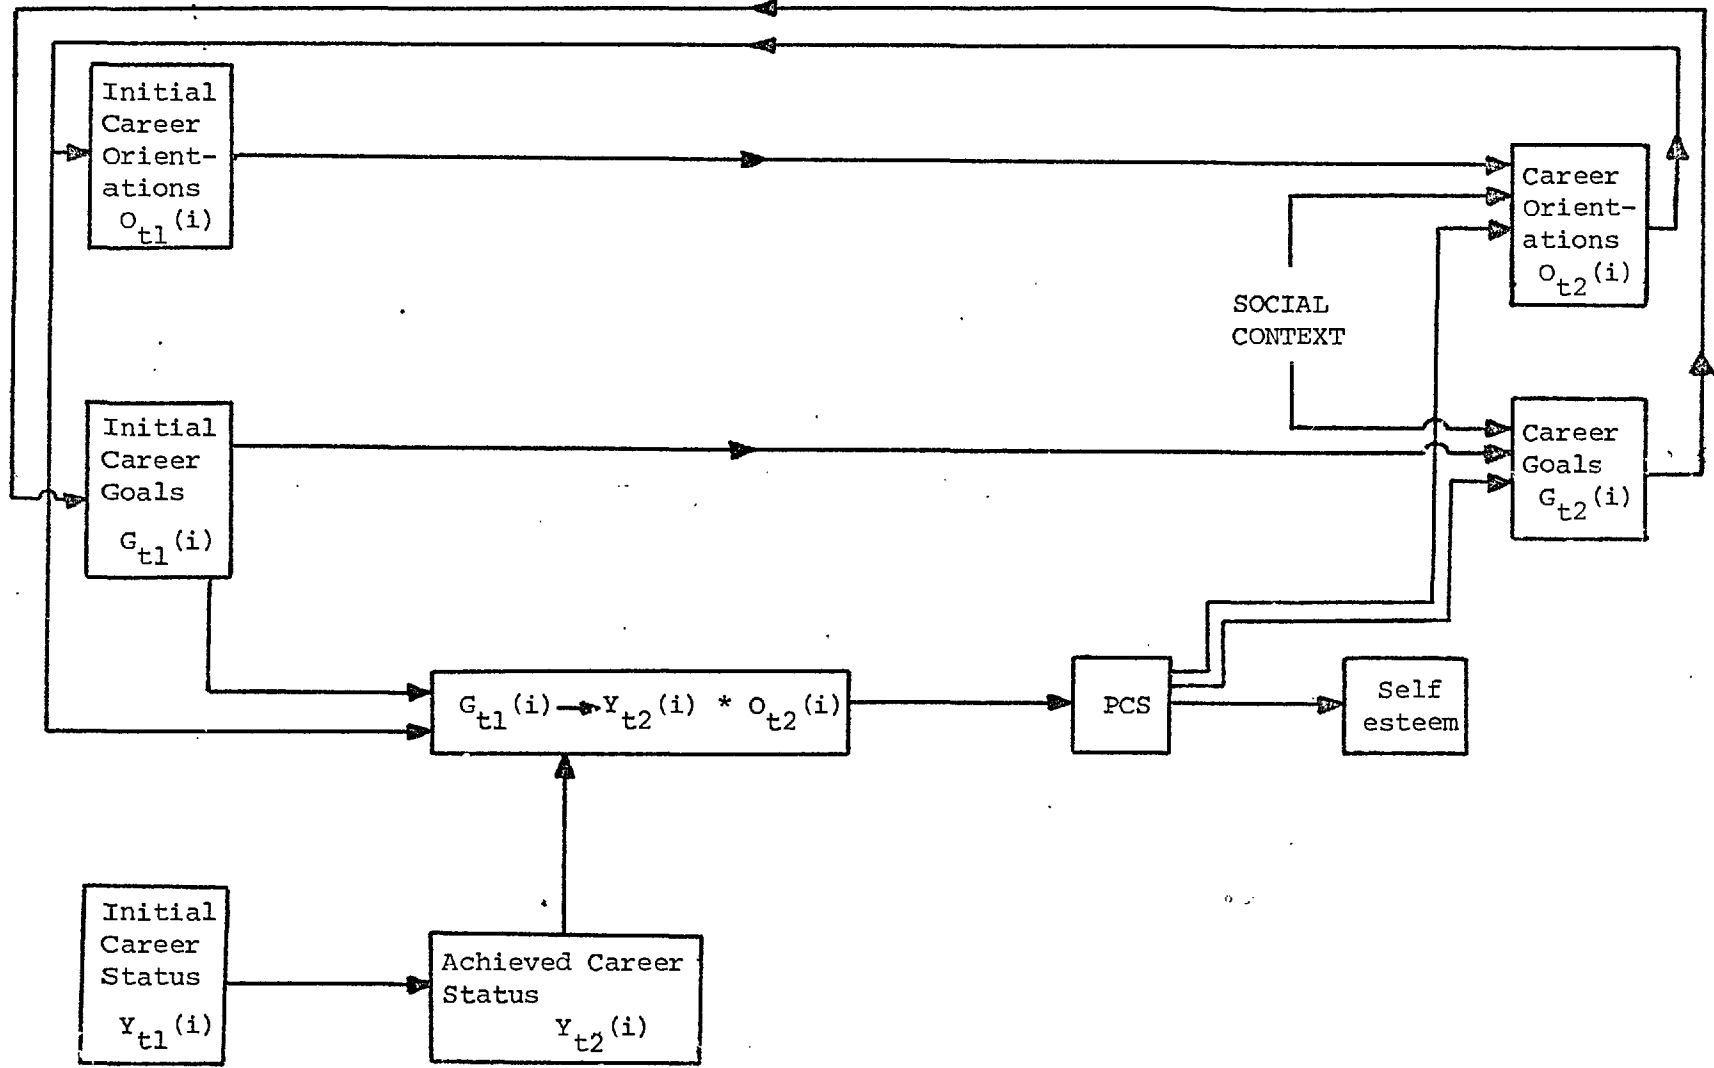 Initial
Career
Orient-
ations
O_t1(i)
Career
Orient-
ations
O_t2(i)
SOCIAL
CONTEXT
Initial
Career
Goals
G_t1(i)
Career
Goals
G_t2(i)
G_t1(i) → Y_t2(i) * O_t2(i)
PCS
Self
esteem
Initial
Career
Status
Y_t1(i)
Achieved Career
Status
Y_t2(i)